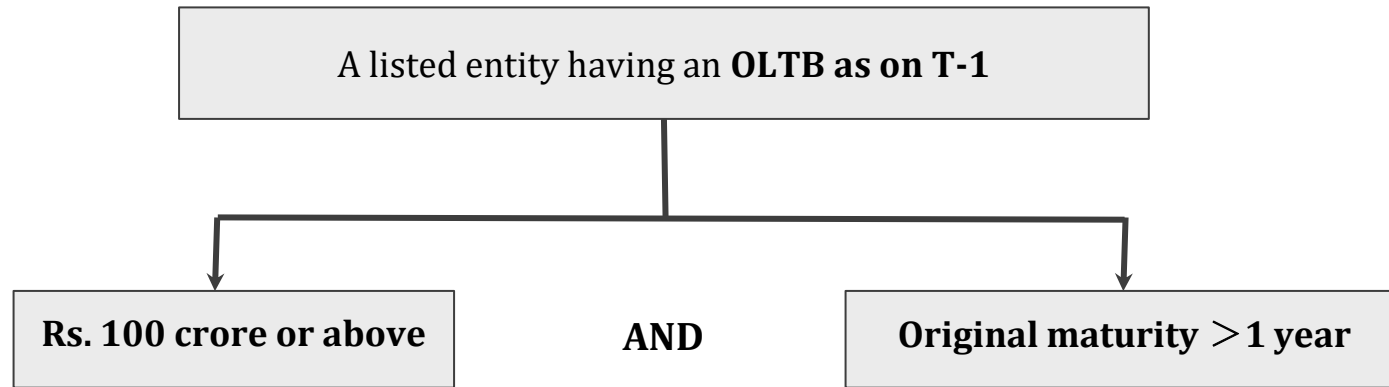 A listed entity having an OLTB as on T-1
Rs. 100 crore or above
AND
Original maturity ＞1 year